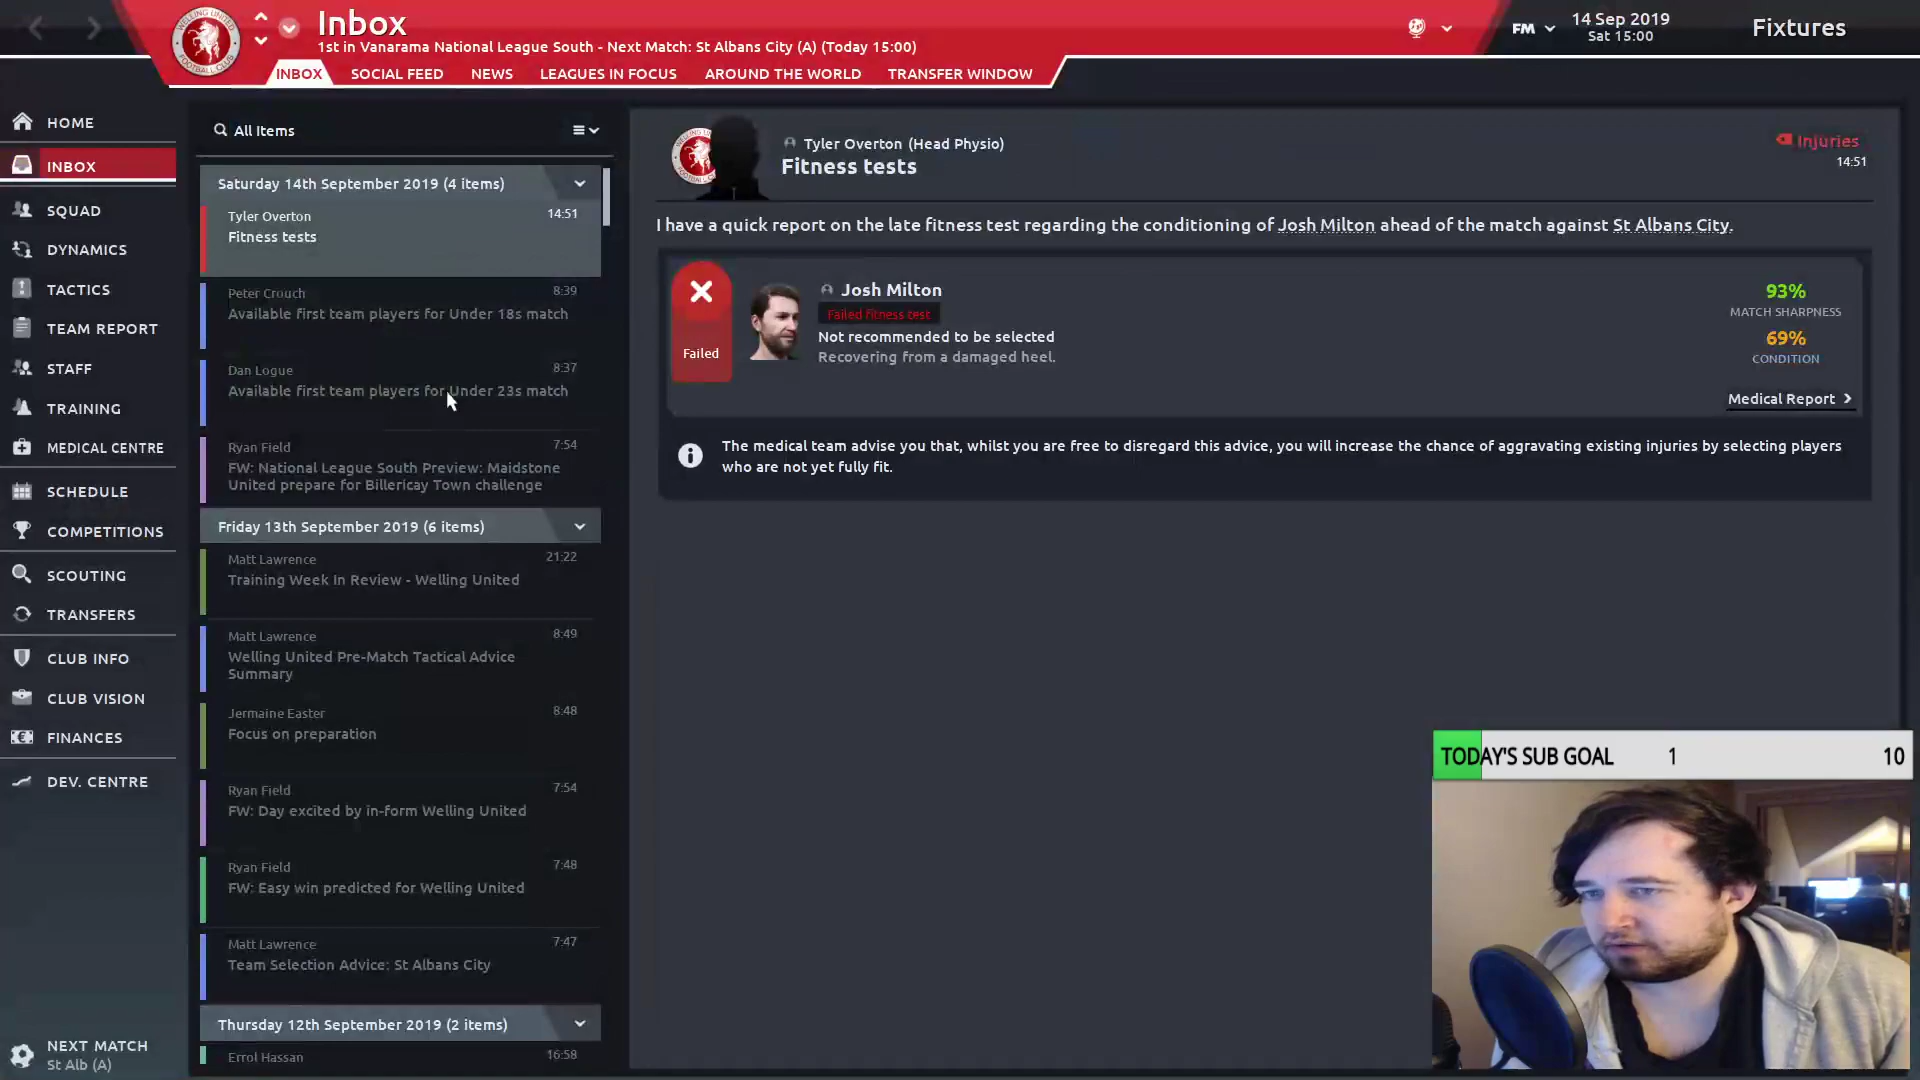 Inbox
1st in Vanarama National League South - Next Match: St Albans City (A) (Today 15:00)
FM
14 Sep 2019
Sat 15:00
Fixtures
INBOX
SOCIAL FEED
NEWS
LEAGUES IN FOCUS
AROUND THE WORLD
TRANSFER WINDOW
HOME
INBOX
SQUAD
DYNAMICS
TACTICS
TEAM REPORT
STAFF
TRAINING
MEDICAL CENTRE
SCHEDULE
COMPETITIONS
SCOUTING
TRANSFERS
CLUB INFO
CLUB VISION
FINANCES
DEV. CENTRE
NEXT MATCH
St Alb (A)
All Items
Saturday 14th September 2019 (4 items)
Tyler Overton 14:51
Fitness tests
Peter Crouch 8:39
Available first team players for Under 18s match
Dan Logue 8:37
Available first team players for Under 23s match
Ryan Field 7:54
FW: National League South Preview: Maidstone
United prepare for Billericay Town challenge
Friday 13th September 2019 (6 items)
Matt Lawrence 21:22
Training Week In Review - Welling United
Matt Lawrence 8:49
Welling United Pre-Match Tactical Advice
Summary
Jermaine Easter 8:48
Focus on preparation
Ryan Field 7:54
FW: Day excited by in-form Welling United
Ryan Field 7:48
FW: Easy win predicted for Welling United
Matt Lawrence 7:47
Team Selection Advice: St Albans City
Thursday 12th September 2019 (2 items)
Errol Hassan 16:58
Tyler Overton (Head Physio)
Fitness tests
Injuries
14:51
I have a quick report on the late fitness test regarding the conditioning of Josh Milton ahead of the match against St Albans City.
Failed
Josh Milton
Failed fitness test
Not recommended to be selected
Recovering from a damaged heel.
93%
MATCH SHARPNESS
69%
CONDITION
Medical Report
The medical team advise you that, whilst you are free to disregard this advice, you will increase the chance of aggravating existing injuries by selecting players
who are not yet fully fit.
TODAY'S SUB GOAL 1 10